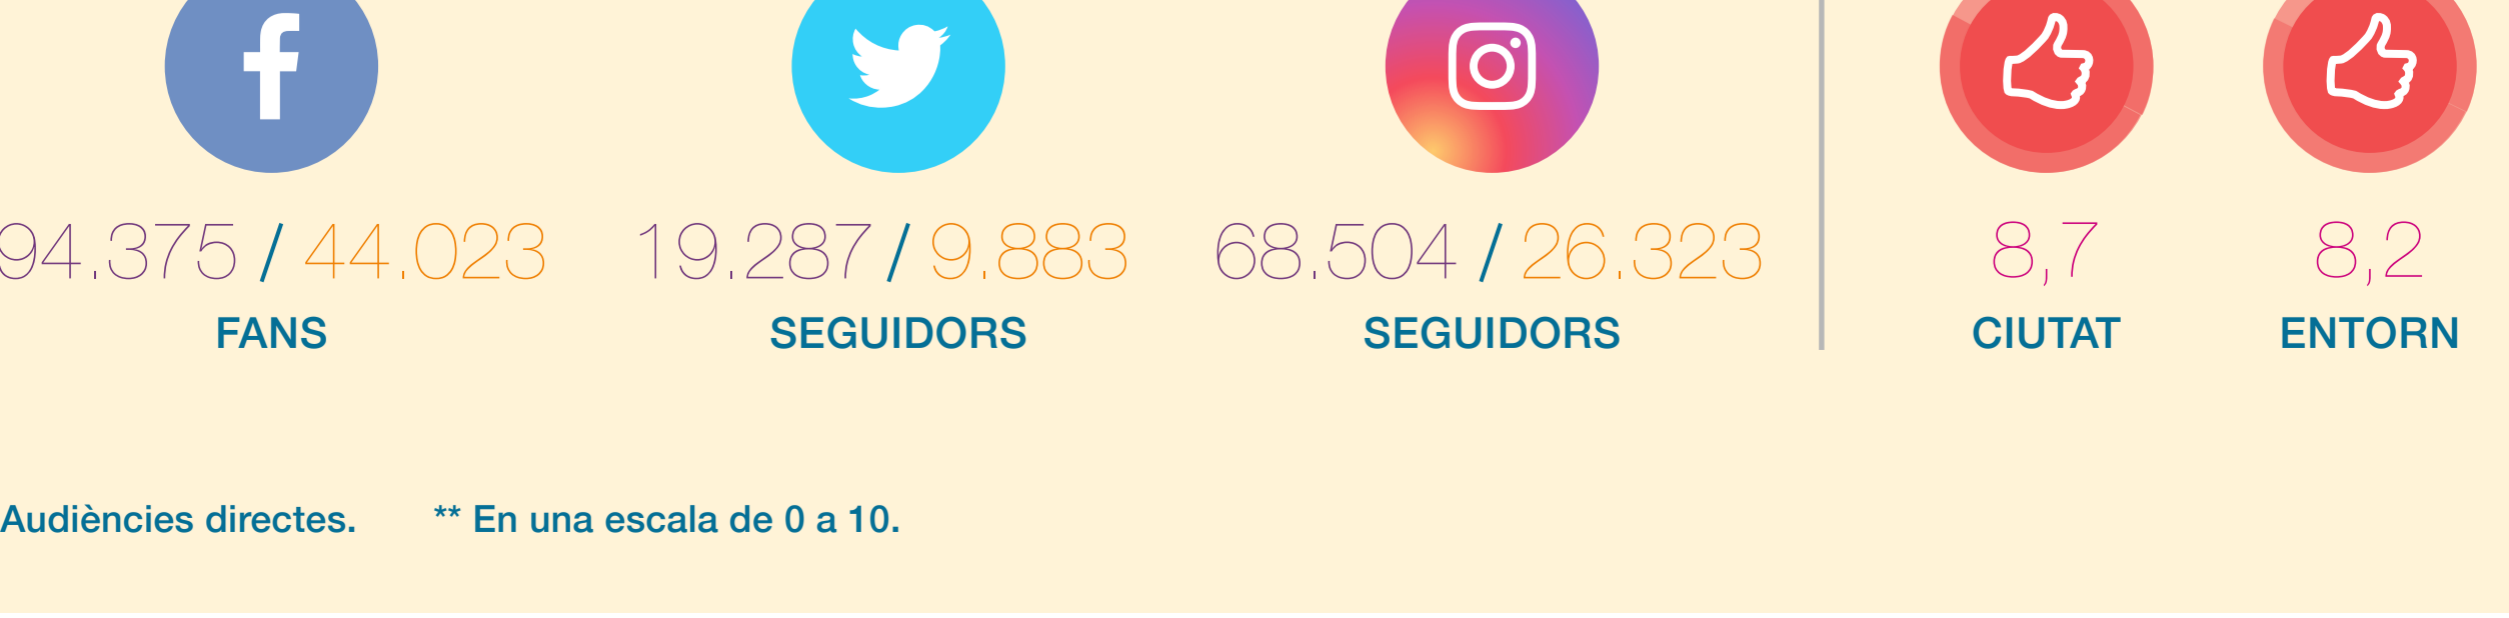 94.375 / 44.023 19.287 / 9.883 68.504 / 26.323 8,7 8,2
FANS SEGUIDORS SEGUIDORS CIUTAT ENTORN
Audiències directes. ** En una escala de 0 a 10.